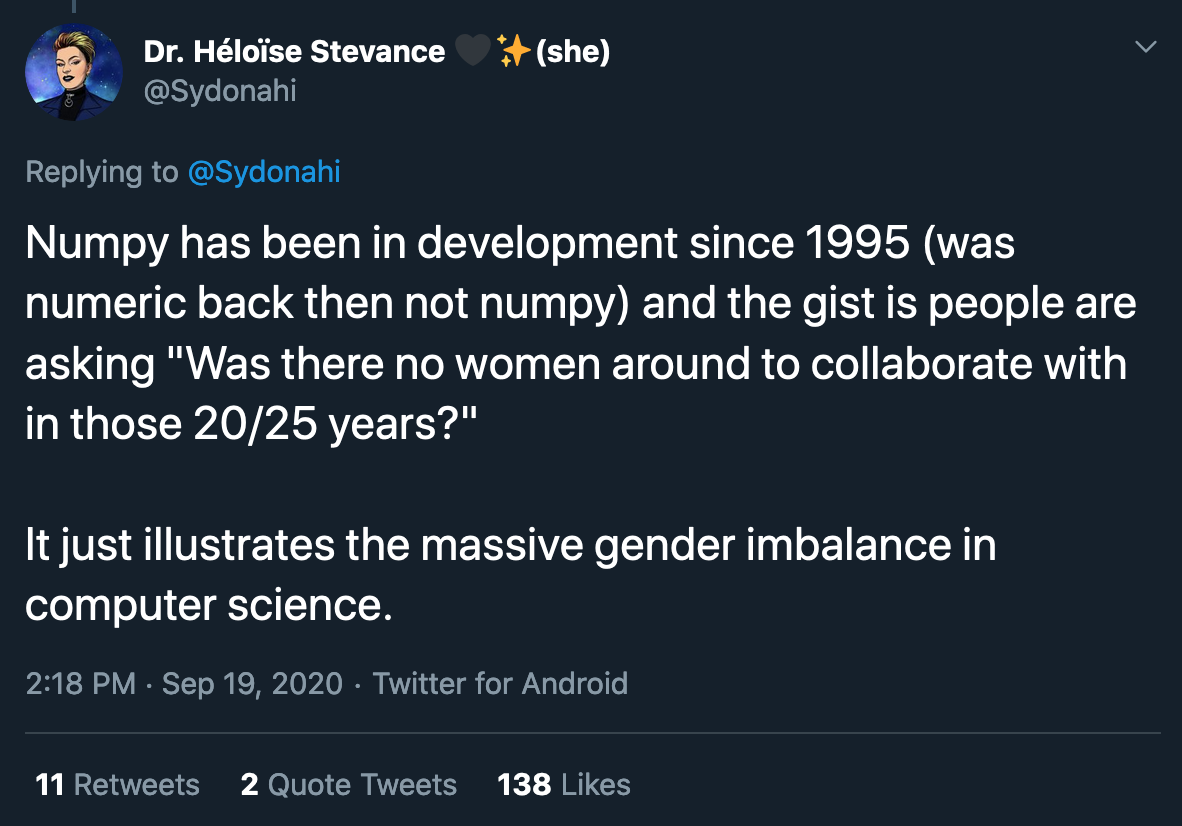 Dr. Héloïse Stevance 🖤✨(she)
@Sydonahi
Replying to @Sydonahi
Numpy has been in development since 1995 (was
numeric back then not numpy) and the gist is people are
asking "Was there no women around to collaborate with
in those 20/25 years?"
It just illustrates the massive gender imbalance in
computer science.
2:18 PM · Sep 19, 2020 · Twitter for Android
11 Retweets 2 Quote Tweets 138 Likes